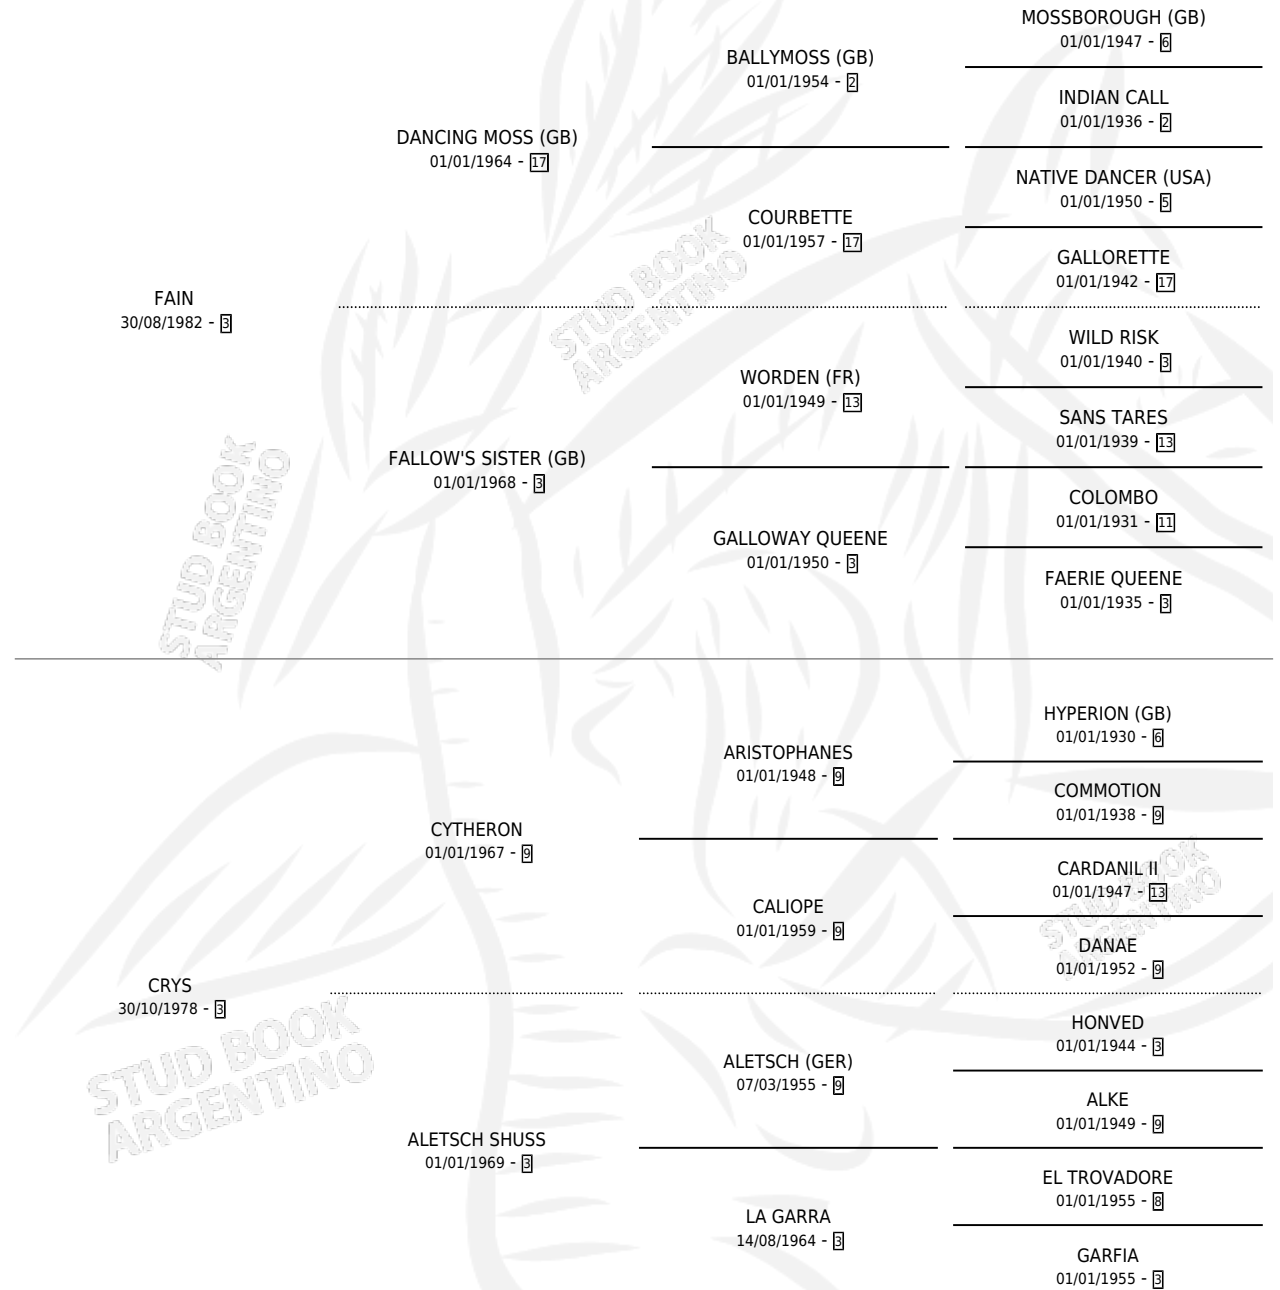 MOSSBOROUGH (GB)
01/01/1947 - 6
BALLYMOSS (GB)
01/01/1954 - 2
INDIAN CALL
01/01/1936 - 2
DANCING MOSS (GB)
01/01/1964 - 17
NATIVE DANCER (USA)
01/01/1950 - 5
COURBETTE
01/01/1957 - 17
GALLORETTE
01/01/1942 - 17
FAIN
30/08/1982 - 3
WILD RISK
01/01/1940 - 3
WORDEN (FR)
01/01/1949 - 13
SANS TARES
01/01/1939 - 13
FALLOW'S SISTER (GB)
01/01/1968 - 3
COLOMBO
01/01/1931 - 11
GALLOWAY QUEENE
01/01/1950 - 3
FAERIE QUEENE
01/01/1935 - 3
HYPERION (GB)
01/01/1930 - 6
ARISTOPHANES
01/01/1948 - 9
COMMOTION
01/01/1938 - 9
CYTHERON
01/01/1967 - 9
CARDANIL II
01/01/1947 - 13
CALIOPE
01/01/1959 - 9
DANAE
01/01/1952 - 9
CRYS
30/10/1978 - 3
HONVED
01/01/1944 - 3
ALETSCH (GER)
07/03/1955 - 9
ALKE
01/01/1949 - 9
ALETSCH SHUSS
01/01/1969 - 3
EL TROVADORE
01/01/1955 - 8
LA GARRA
14/08/1964 - 3
GARFIA
01/01/1955 - 3
STUD BOOK
ARGENTINO
STUD BOOK
ARGENTINO
STUD BOOK
ARGENTINO
STUD BOOK
ARGENTINO